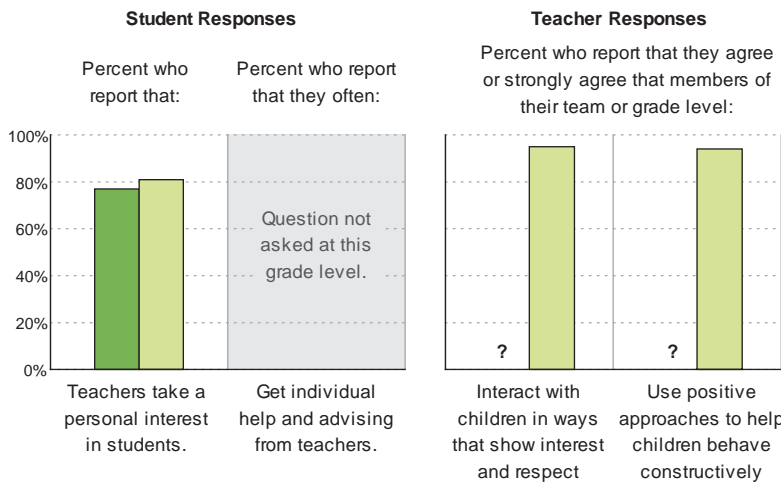 Student Responses
Percent who
report that:
Percent who report
that they often:
100%
80%
60%
40%
20%
0%
Question not
asked at this
grade level.
Teachers take a
personal interest
in students.
Get individual
help and advising
from teachers.
Teacher Responses
Percent who report that they agree
or strongly agree that members of
their team or grade level:
?
?
Interact with
children in ways
that show interest
and respect
Use positive
approaches to help
children behave
constructively